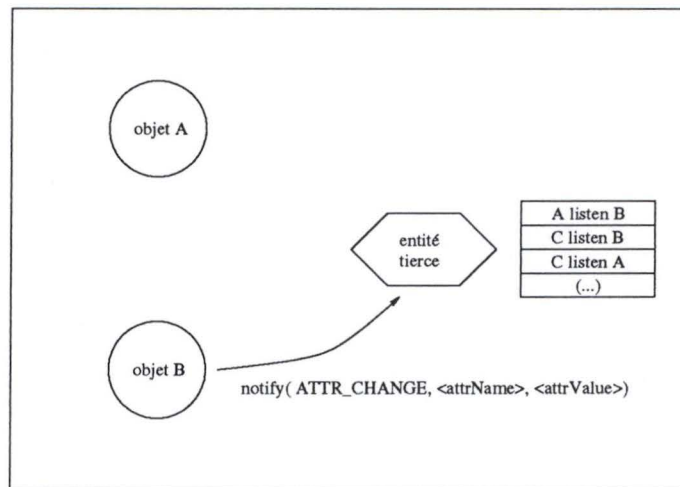 objet A
entité
tierce
A listen B
C listen B
C listen A
(...)
objet B
notify( ATTR_CHANGE, <attrName>, <attrValue>)